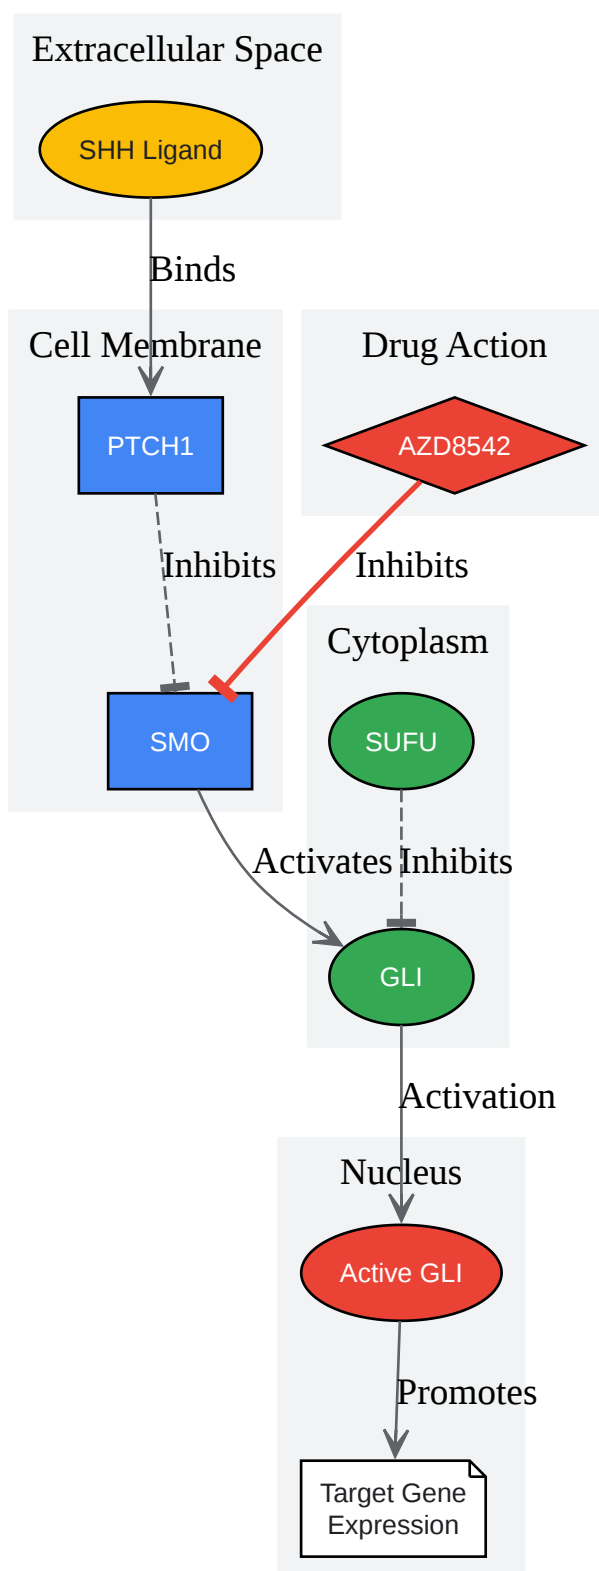 Extracellular Space
SHH Ligand
Binds
Cell Membrane
Drug Action
PTCH1
AZD8542
Inhibits
Inhibits
Cytoplasm
SMO
SUFU
Activates
Inhibits
GLI
Activation
Nucleus
Active GLI
Promotes
Target Gene
Expression